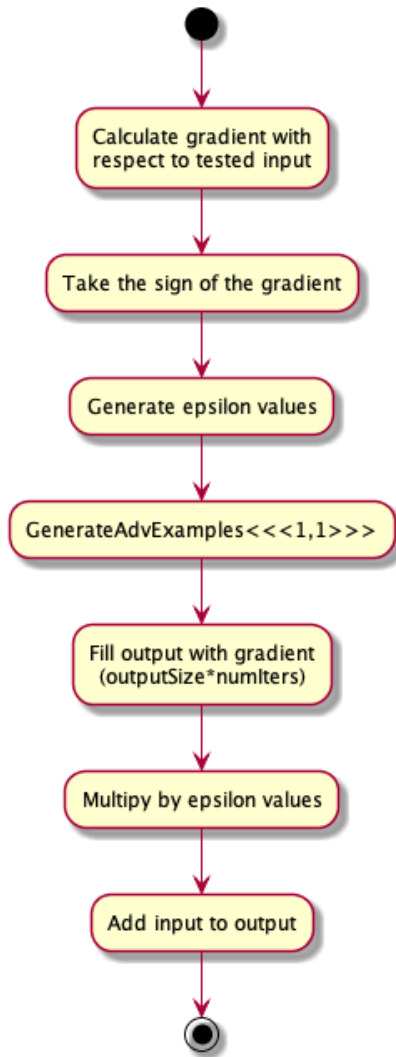 Calculate gradient with
respect to tested input
Take the sign of the gradient
Generate epsilon values
GenerateAdvExamples<<<1,1>>>
Fill output with gradient
(outputSize*numIters)
Multipy by epsilon values
Add input to output